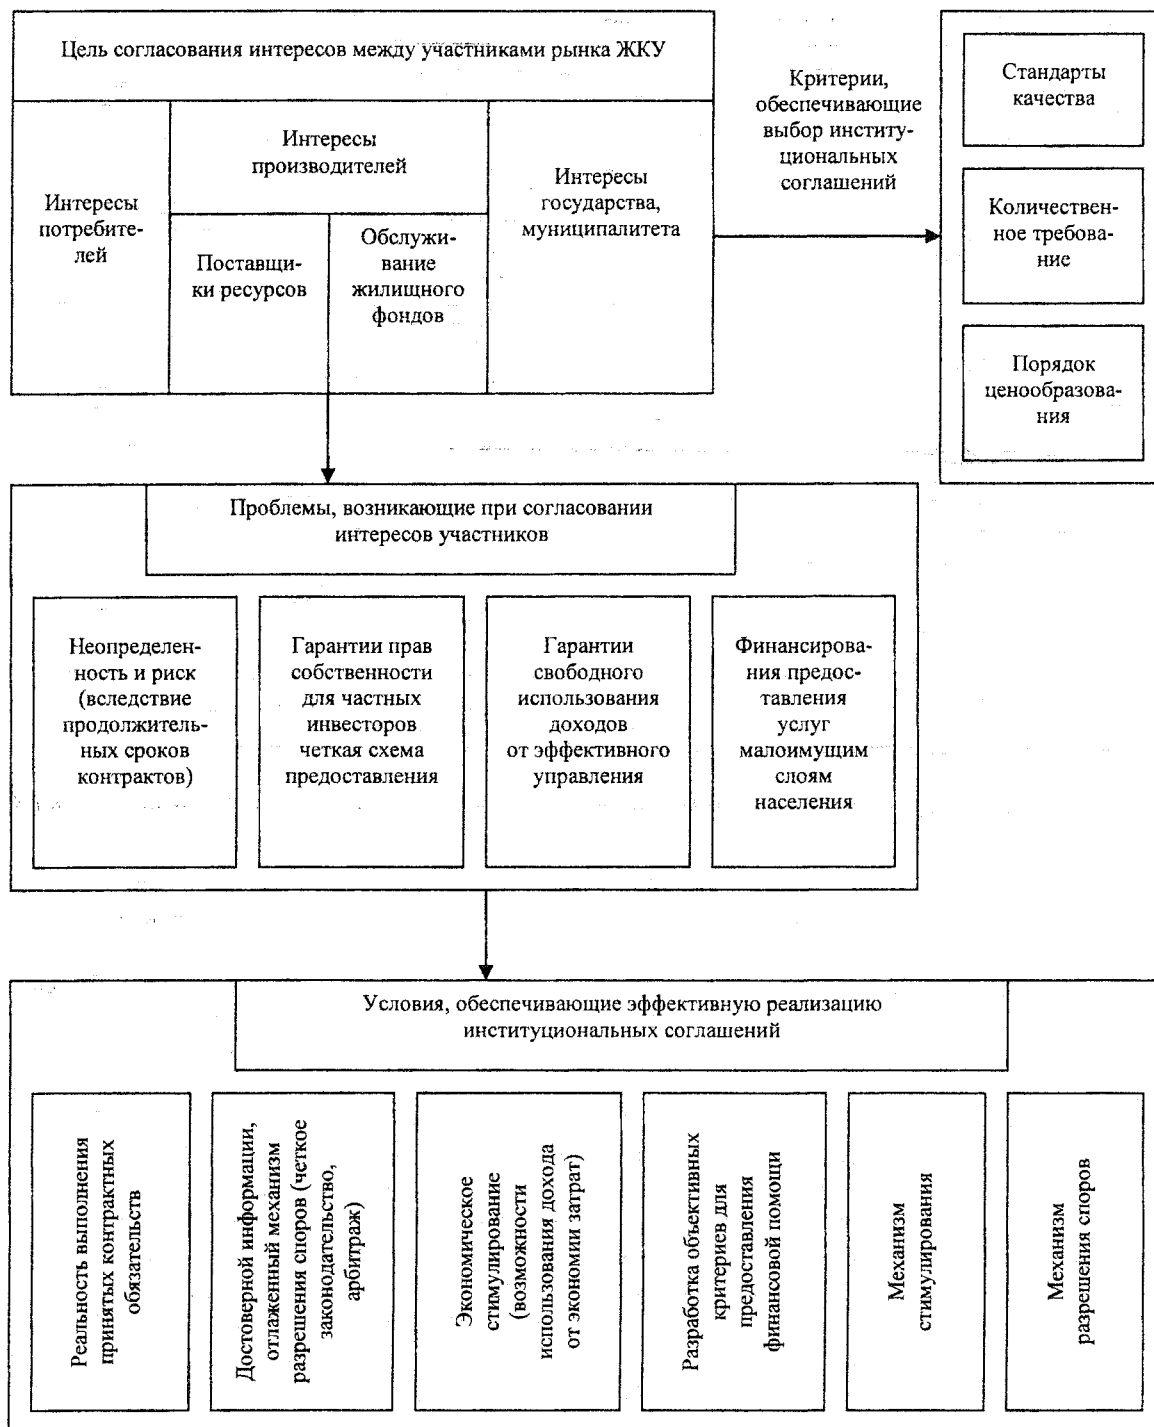 Цель согласования интересов между участниками рынка ЖКУ
Интересы
потребите-
лей
Интересы
производителей
Поставщи-
ки ресурсов
Обслужи-
вание
жилищного
фондов
Интересы
государства,
муниципалитета
Критерии,
обеспечивающие
выбор институ-
циональных
соглашений
Стандарты
качества
Количествен-
ное требова-
ние
Порядок
ценообразова-
ния
Проблемы, возникающие при согласовании
интересов участников
Неопределен-
ность и риск
(вследствие
продолжитель-
ных сроков
контрактов)
Гарантии прав
собственности
для частных
инвесторов
четкая схема
предоставления
Гарантии
свободного
использования
доходов
от эффективного
управления
Финансирова-
ния предос-
тавления
услуг
малоимущим
слоям
населения
Условия, обеспечивающие эффективную реализацию
институциональных соглашений
Реальность выполнения
принятых контрактных
обязательств
Достоверной информации,
отлаженный механизм
разрешения споров (четкое
законодательство,
арбитраж)
Экономическое
стимулирование
(возможности
использования дохода
от экономии затрат)
Разработка объективных
критериев для
предоставления
финансовой помощи
Механизм
стимулирования
Механизм
разрешения споров